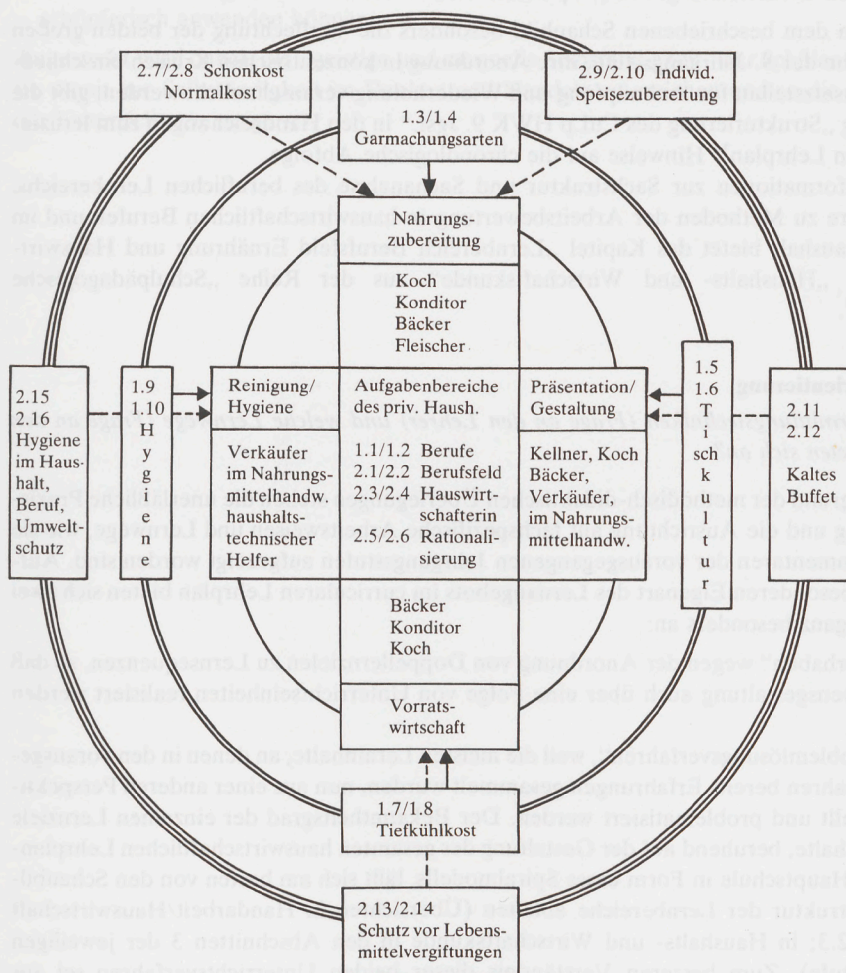 2.7/2.8 Schonkost
Normalkost
2.9/2.10 Individ.
Speisezubereitung
1.3/1.4
Garmachungsarten
Nahrungs-
zubereitung
Koch
Konditor
Bäcker
Fleischer
2.15
2.16
Hygiene
im Haus-
halt,
Beruf,
Umwelt-
schutz
1.9
1.10
H
y
g
i
e
n
e
Reinigung/
Hygiene
Verkäufer
im Nahrungs-
mittelhandw.
Koch
technischer
Helfer
Aufgabenbereiche
des priv. Haush.
1.1/1.2 Berufe
2.1/2.2 Berufsfeld
2.3/2.4 Hauswirt-
schafterin
2.5/2.6 Rationali-
sierung
Präsentation/
Gestaltung
Kellner, Koch
Bäcker,
Verkäufer,
im Nahrungs-
mittelhandw.
1.5
1.6
T
i
sch
k
u
l
t
ur
2.11
2.12
Kaltes
Buffet
Bäcker
Konditor
Koch
Vorrats-
wirtschaft
1.7/1.8
Tiefkühlkost
2.13/2.14
Schutz vor Lebens-
mittelvergiftungen